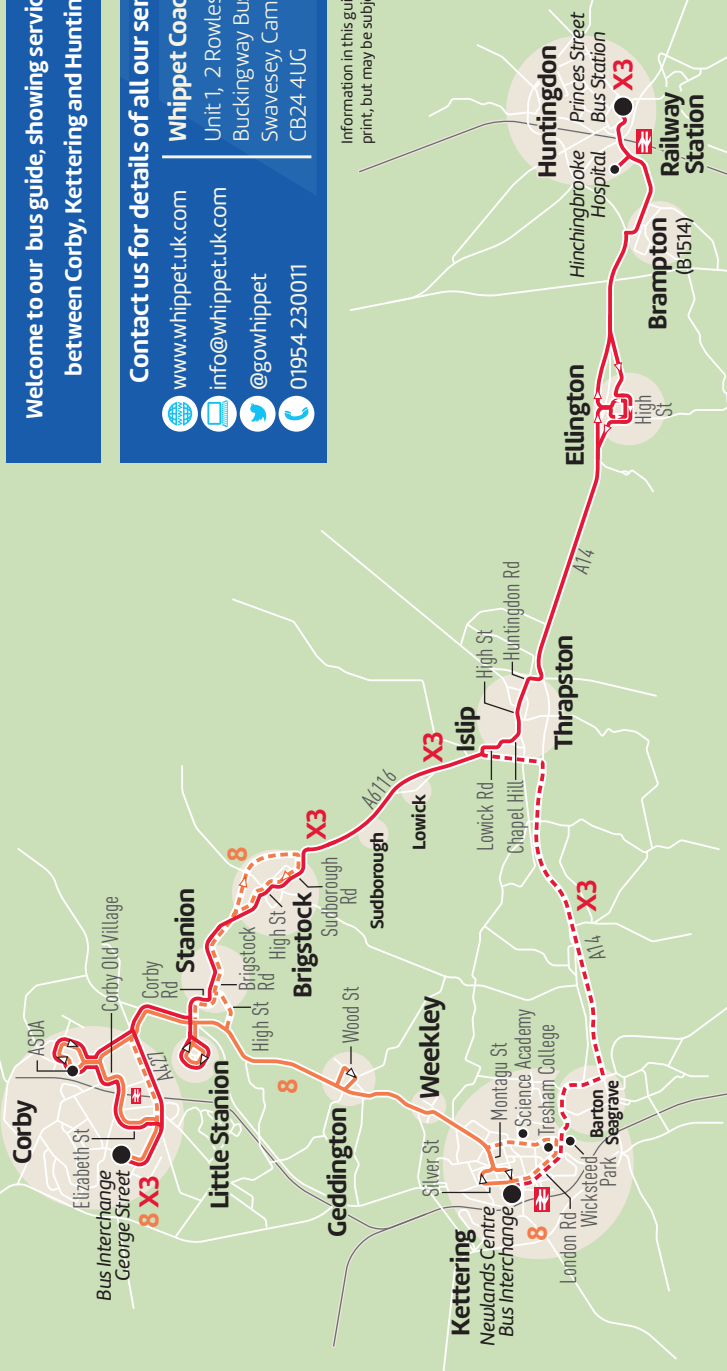 Welcome to our bus guide, showing servic
between Corby, Kettering and Huntin
Contact us for details of all our ser
www.whippet.uk.com
info@whippet.uk.com
@gowhippet
01954 230011
Whippet Coac
Unit 1, 2 Rowles
Buckingway Bus
Swavesey, Cam
CB24 4UG
Information in this gui
print, but may be subj
Corby
ASDA
Corby Old Village
Elizabeth St
Bus Interchange
George Street
8 X3
A427
Corby
Rd
Stanion
Little Stanion
High St
Brigstock
Rd
8
High St
Brigstock
Sudborough
Rd
X3
Sudborough
A6116
Lowick
X3
Islip
Lowick Rd
Chapel Hill
High St
Huntingdon Rd
Thrapston
A14
Ellington
High
St
Brampton
(B1514)
Huntingdon
Hinchingbrooke
Hospital
Princes Street
Bus Station
X3
Railway
Station
8
Wood St
Geddington
Weekley
Kettering
Newlands Centre
Bus Interchange
Silver St
Montagu St
Science Academy
Tresham College
8
London Rd
Wicksteed
Park
Barton
Seagrave
A14
X3